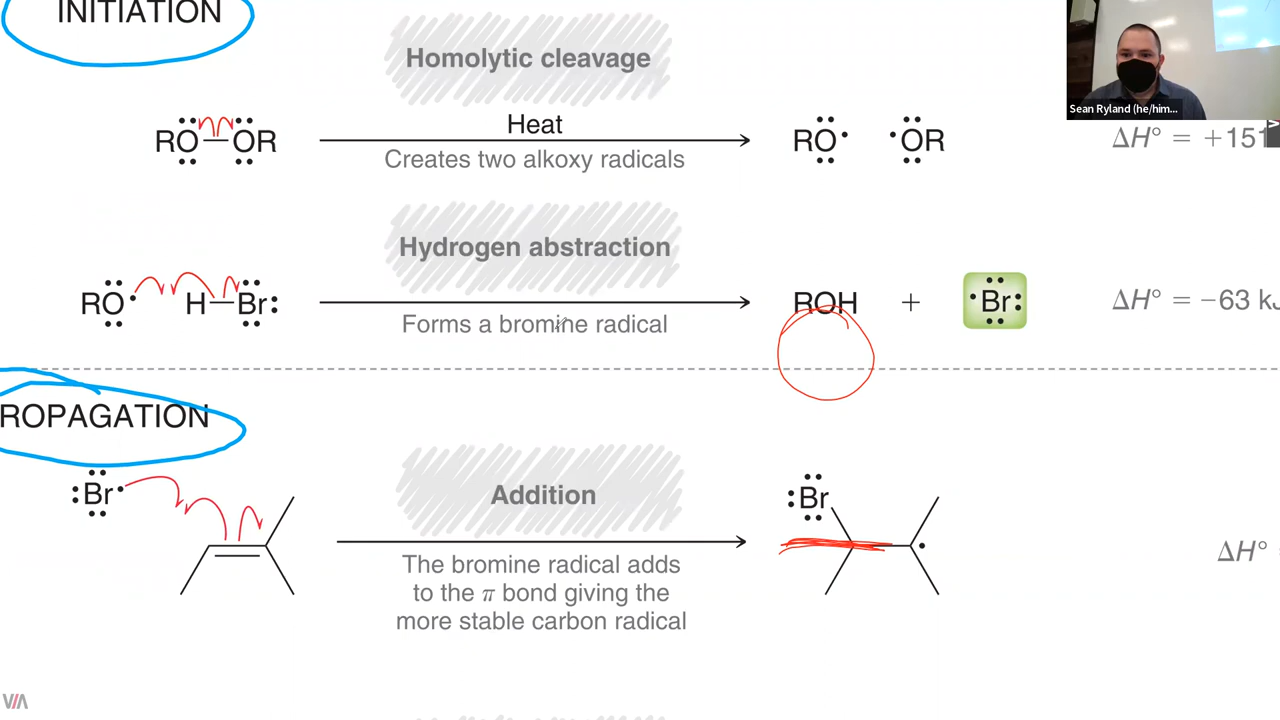 INITIATION
Homolytic cleavage
Sean Ryland (he/him...
RO—OR
Heat
Creates two alkoxy radicals
RO· ·OR
ΔH° = +151
Hydrogen abstraction
RO· H—Br:
Forms a bromine radical
ROH + ·Br:
ΔH° = −63 kJ
ROPAGATION
:Br·
Addition
:Br
The bromine radical adds
to the π bond giving the
more stable carbon radical
ΔH°
VIA